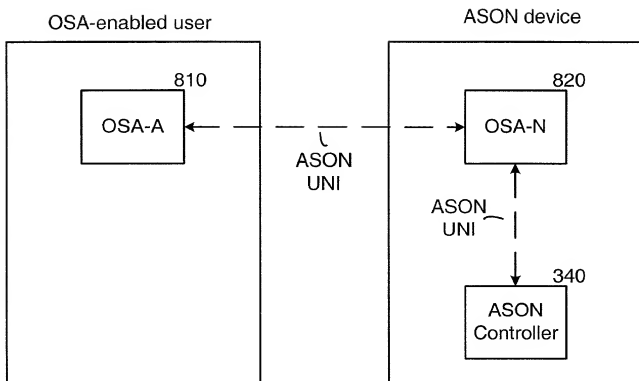 OSA-enabled user
ASON device
810
820
OSA-A
OSA-N
ASON
UNI
ASON
UNI
340
ASON
Controller